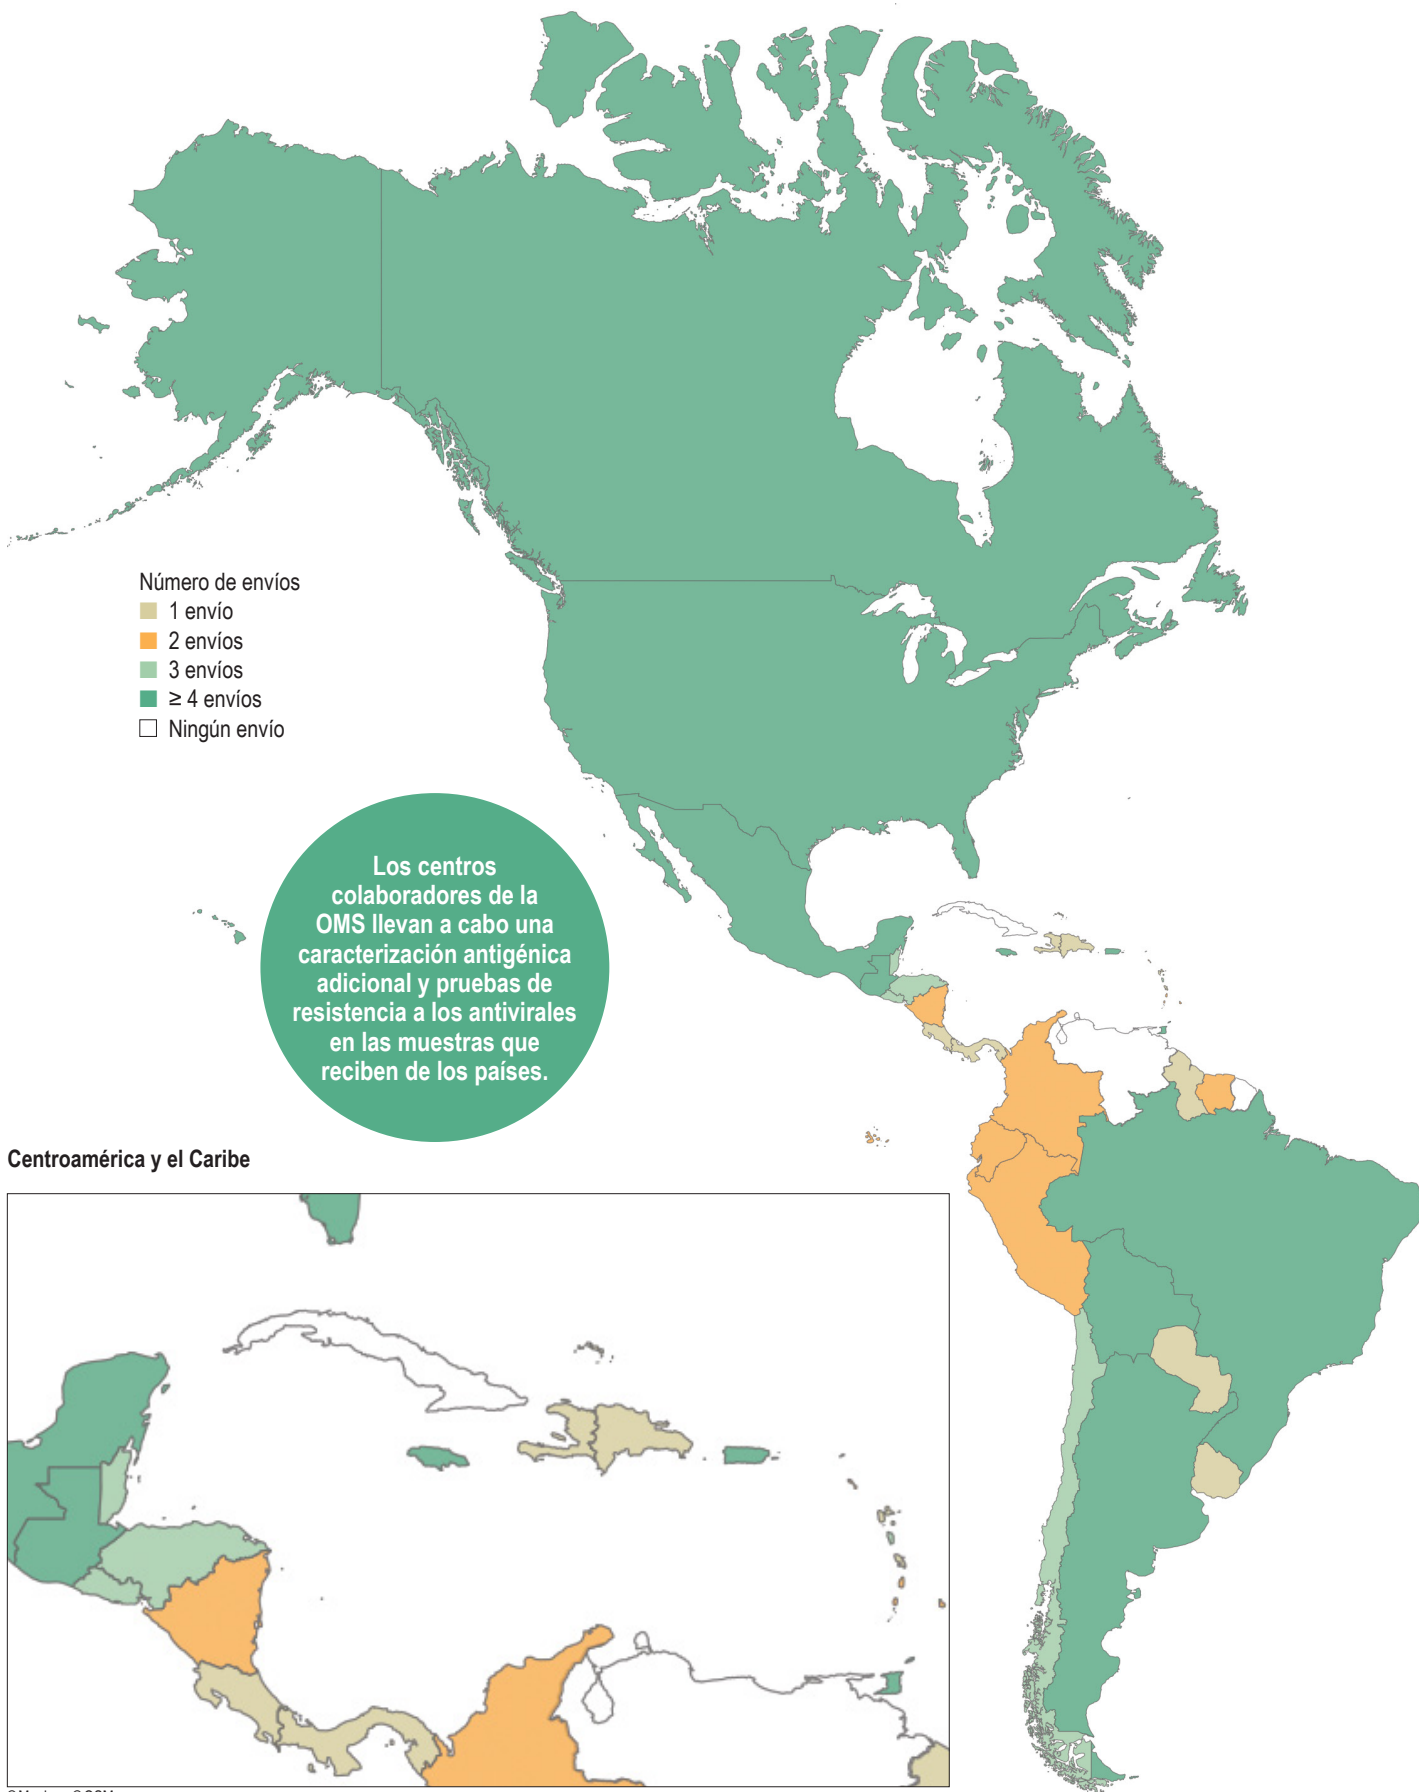 Número de envíos
1 envío
2 envíos
3 envíos
≥ 4 envíos
Ningún envío
Los centros
colaboradores de la
OMS llevan a cabo una
caracterización antigénica
adicional y pruebas de
resistencia a los antivirales
en las muestras que
reciben de los países.
Centroamérica y el Caribe